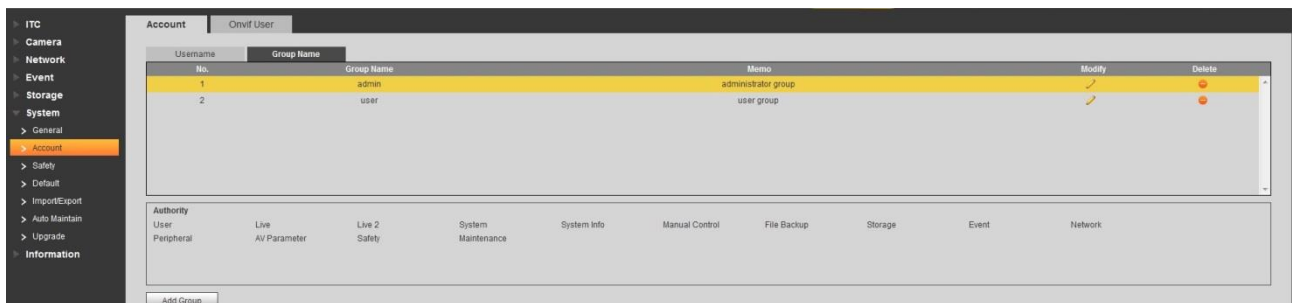 ITC
Camera
Network
Event
Storage
System
General
Account
Safety
Default
Import/Export
Auto Maintain
Upgrade
Information
Account Onvif User
Username Group Name
No. Group Name Memo Modify Delete
1 admin administrator group
2 user user group
Authority
User Live Live 2 System System Info Manual Control File Backup Storage Event Network
Peripheral AV Parameter Safety Maintenance
Add Group